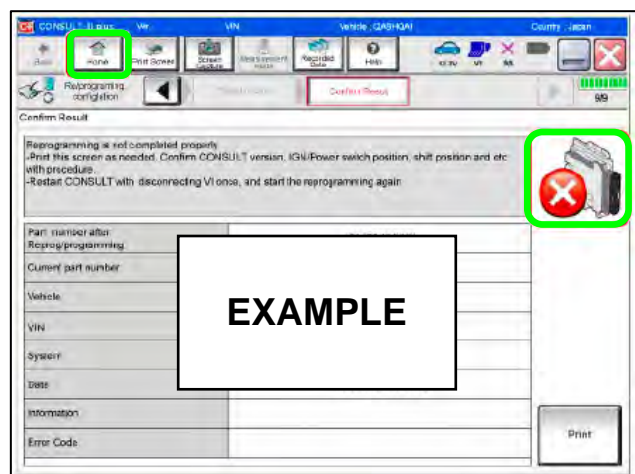 CONSULT-III plus Ver. VIN Vehicle : QASHQAI Country : Japan
Back Home Print Screen Screen Capture Measurement Mode Recorded Data Help
Confirm Result 9/9
Confirm Result
Reprogramming is not completed properly
-Print this screen as needed. Confirm CONSULT version, IGN/Power switch position, shift position and etc
with procedure.
-Restart CONSULT with disconnecting VI once, and start the reprogramming again
Part number after
Reprog/programming
Current part number
Vehicle
VIN
System
Date
Information
Error Code
EXAMPLE
Print